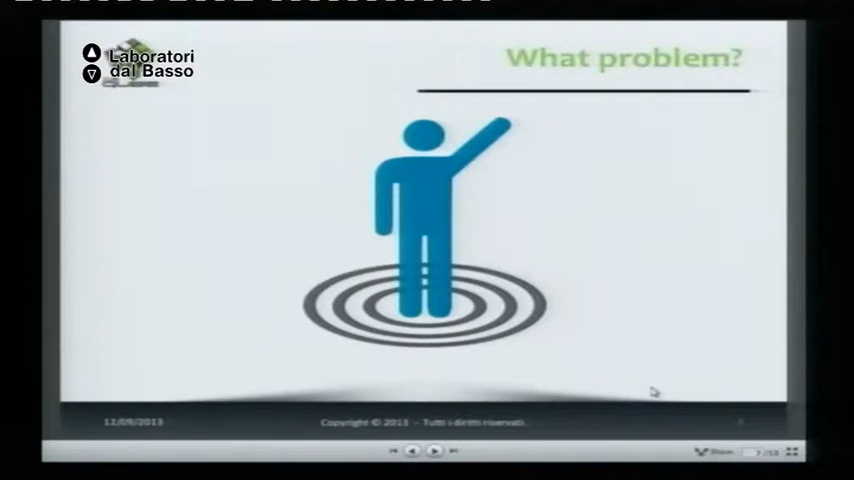 Laboratori
dal Basso
What problem?
12/09/2013
Copyright © 2013 - Tutti i diritti riservati.